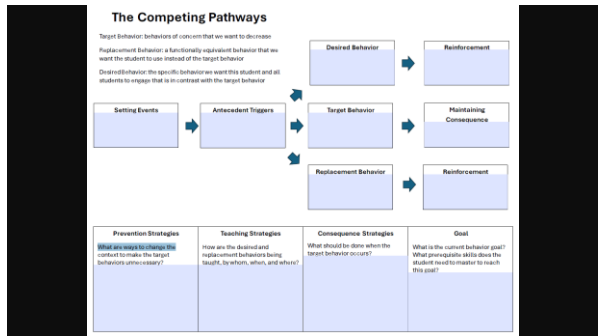 The Competing Pathways
Target Behavior: behaviors of concern that we want to decrease
Replacement Behavior: a functionally equivalent behavior that we
want the student to use instead of the target behavior
Desired Behavior: the specific behavior we want this student and all
students to engage that is in contrast with the target behavior
Desired Behavior
Reinforcement
Setting Events
Antecedent Triggers
Target Behavior
Maintaining
Consequence
Replacement Behavior
Reinforcement
Prevention Strategies
What are ways to change the
context to make the target
behaviors unnecessary?
Teaching Strategies
How are the desired and
replacement behaviors being
taught, by whom, when, and where?
Consequence Strategies
What should be done when the
target behavior occurs?
Goal
What is the current behavior goal?
What prerequisite skills does the
student need to master to reach
this goal?